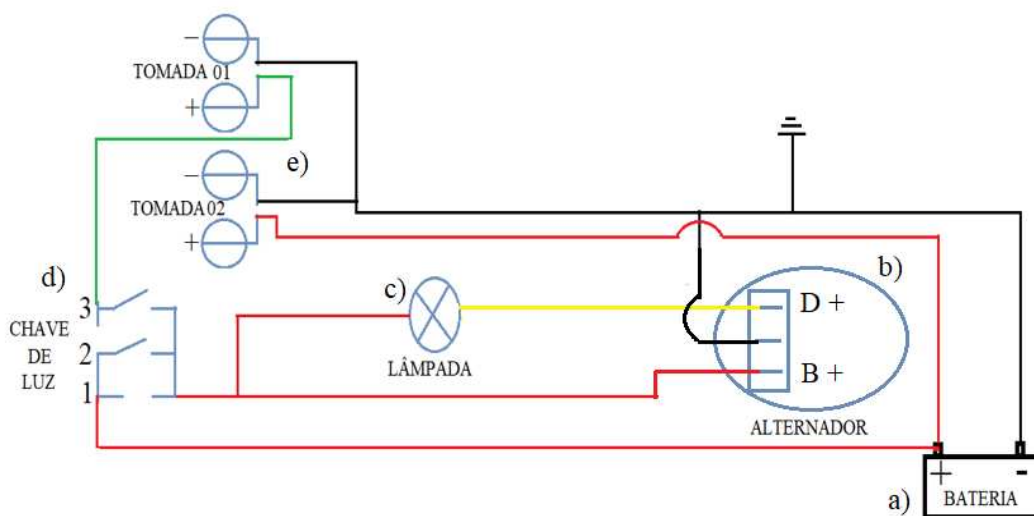 −
TOMADA 01
+
e)
−
TOMADA 02
+
d)
3
CHAVE
DE
2
LUZ
1
c)
LÂMPADA
b)
D +
B +
ALTERNADOR
a)
+ -
BATERIA